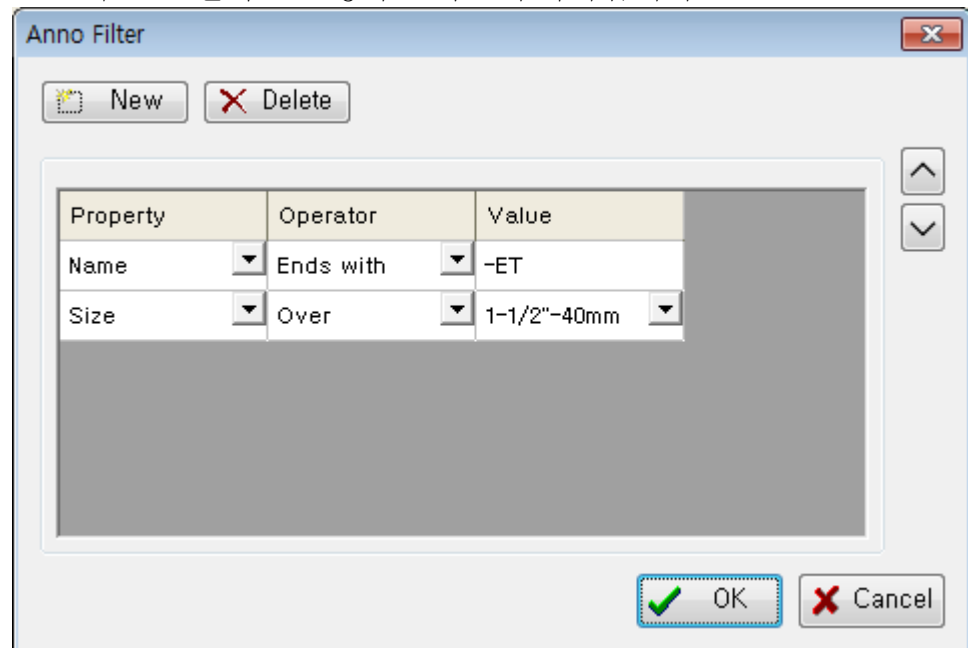 Anno Filter
New Delete
Property Operator Value
Name Ends with -ET
Size Over 1-1/2"-40mm
OK Cancel